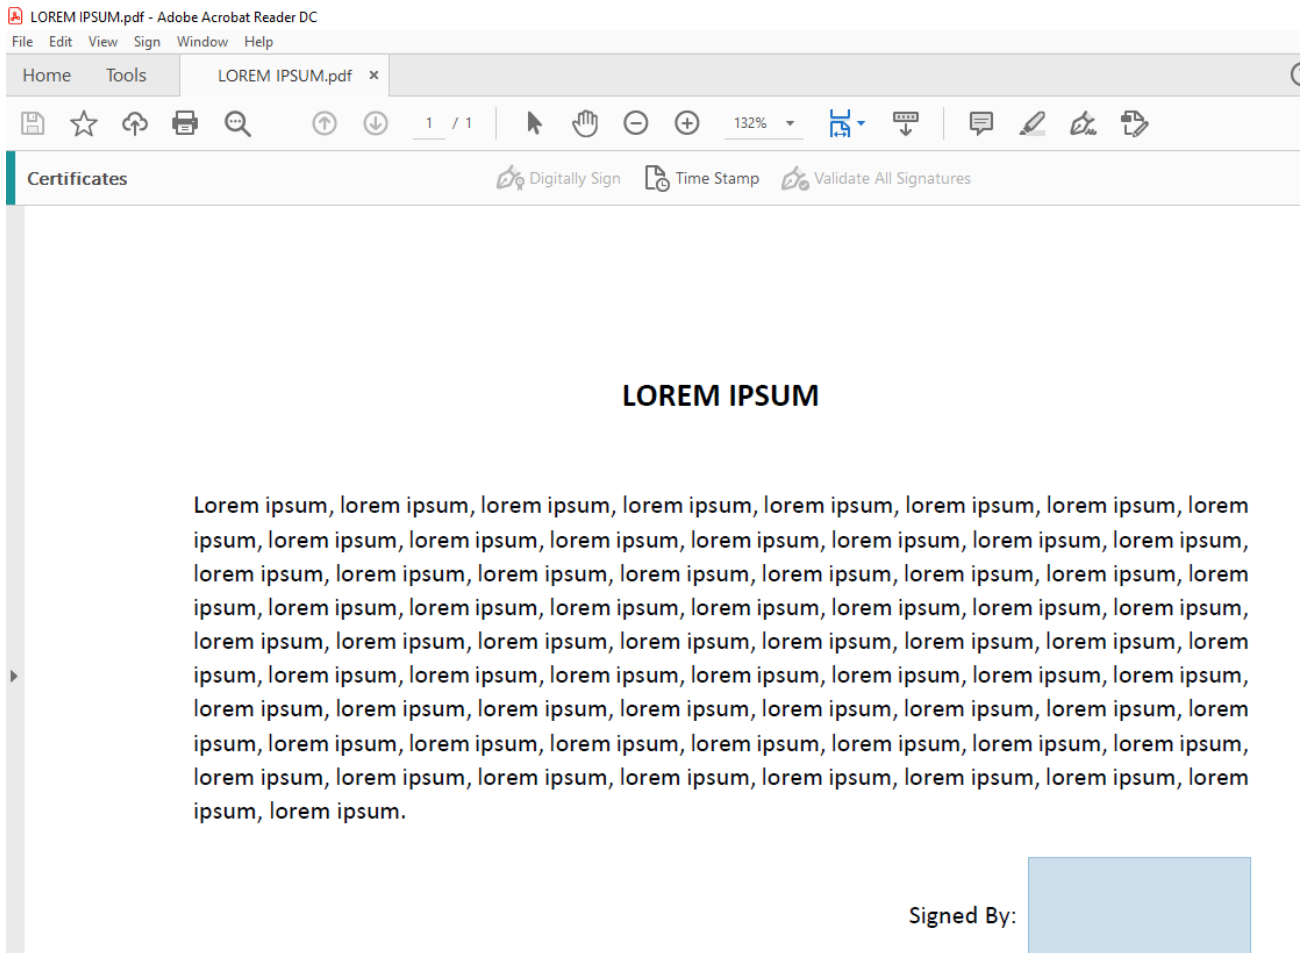 LOREM IPSUM.pdf - Adobe Acrobat Reader DC
File Edit View Sign Window Help
Home Tools LOREM IPSUM.pdf ×
1 / 1 132%
Certificates Digitally Sign Time Stamp Validate All Signatures
LOREM IPSUM
Lorem ipsum, lorem ipsum, lorem ipsum, lorem ipsum, lorem ipsum, lorem ipsum, lorem ipsum, lorem
ipsum, lorem ipsum, lorem ipsum, lorem ipsum, lorem ipsum, lorem ipsum, lorem ipsum, lorem ipsum,
lorem ipsum, lorem ipsum, lorem ipsum, lorem ipsum, lorem ipsum, lorem ipsum, lorem ipsum, lorem
ipsum, lorem ipsum, lorem ipsum, lorem ipsum, lorem ipsum, lorem ipsum, lorem ipsum, lorem ipsum,
lorem ipsum, lorem ipsum, lorem ipsum, lorem ipsum, lorem ipsum, lorem ipsum, lorem ipsum, lorem
ipsum, lorem ipsum, lorem ipsum, lorem ipsum, lorem ipsum, lorem ipsum, lorem ipsum, lorem ipsum,
lorem ipsum, lorem ipsum, lorem ipsum, lorem ipsum, lorem ipsum, lorem ipsum, lorem ipsum, lorem
ipsum, lorem ipsum, lorem ipsum, lorem ipsum, lorem ipsum, lorem ipsum, lorem ipsum, lorem ipsum,
lorem ipsum, lorem ipsum, lorem ipsum, lorem ipsum, lorem ipsum, lorem ipsum, lorem ipsum, lorem
ipsum, lorem ipsum.
Signed By: